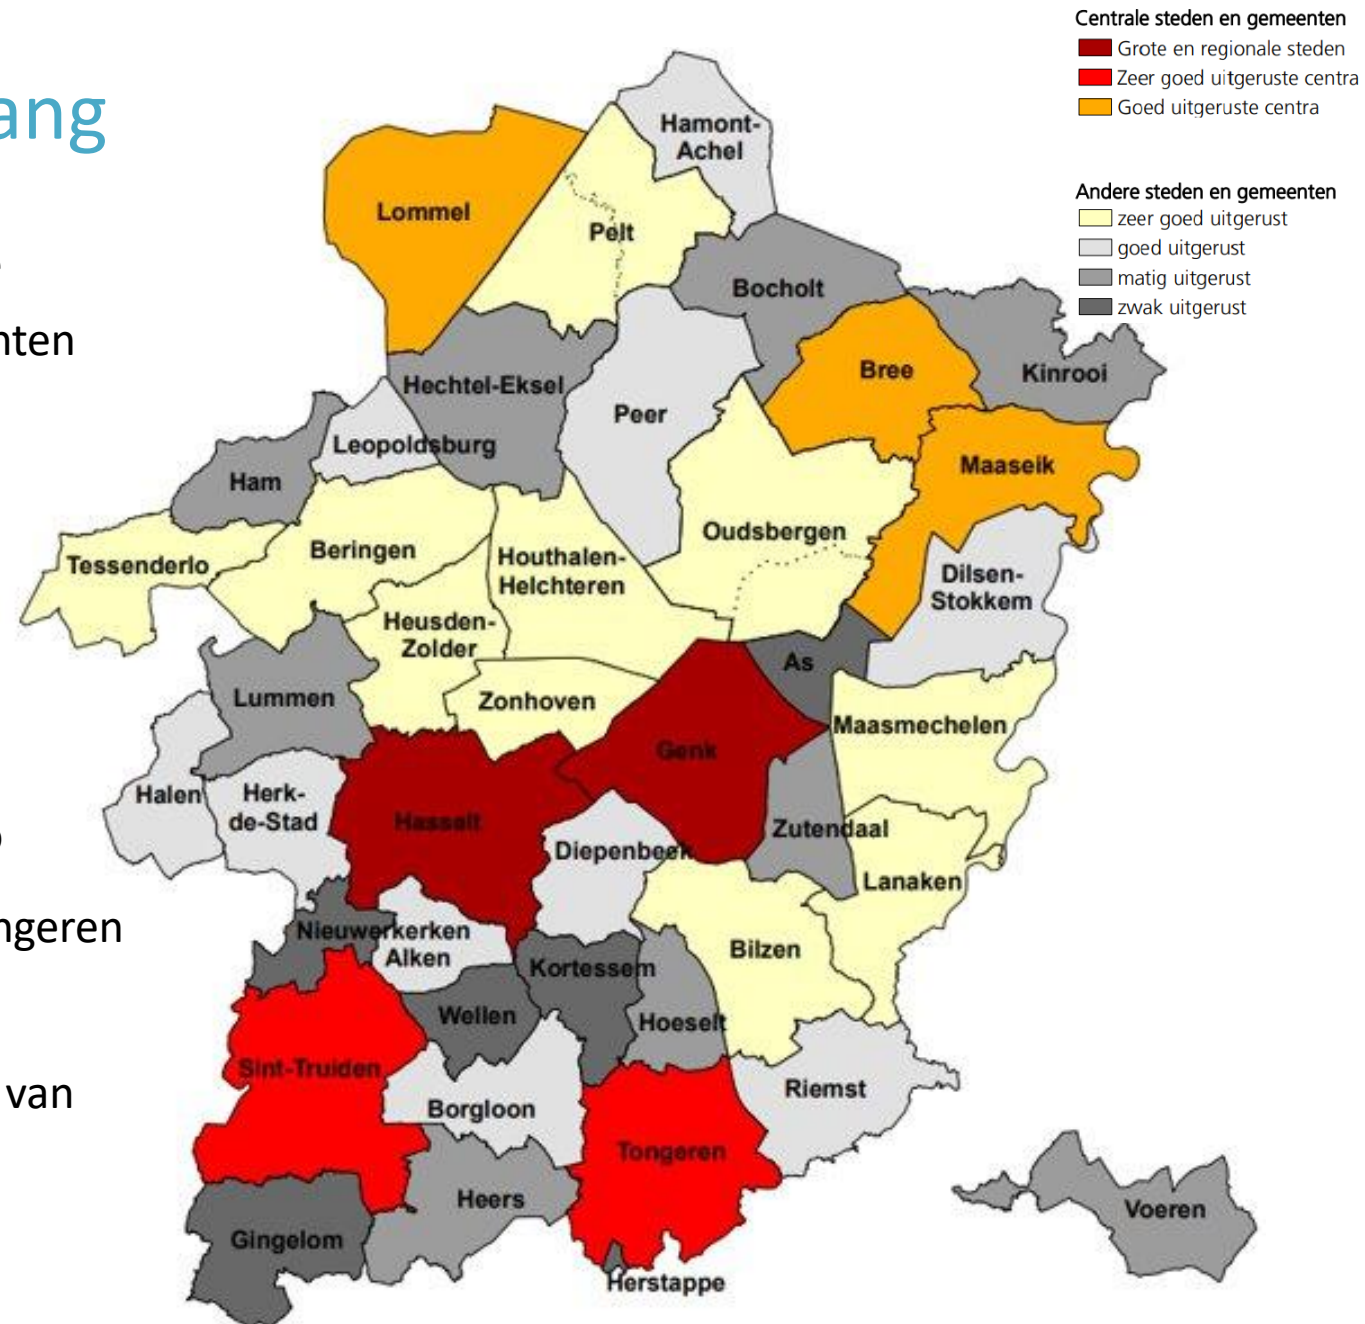 Centrale steden en gemeenten
Grote en regionale steden
Zeer goed uitgeruste centra
Goed uitgeruste centra
Andere steden en gemeenten
zeer goed uitgerust
goed uitgerust
matig uitgerust
zwak uitgerust
ang
nten
ngeren
van
Hamont-
Achel
Lommel
Pelt
Bocholt
Bree
Kinrooi
Hechtel-Eksel
Peer
Leopoldsburg
Maaseik
Ham
Oudsbergen
Beringen
Houthalen-
Helchteren
Tessenderlo
Dilsen-
Stokkem
Heusden-
Zolder
As
Lummen
Zonhoven
Maasmechelen
Genk
Halen
Herk-
de-Stad
Hasselt
Zutendaal
Diepenbeek
Lanaken
Nieuwerkerken
Alken
Bilzen
Kortessem
Wellen
Hoeselt
Sint-Truiden
Riemst
Borgloon
Tongeren
Heers
Voeren
Gingelom
Herstappe